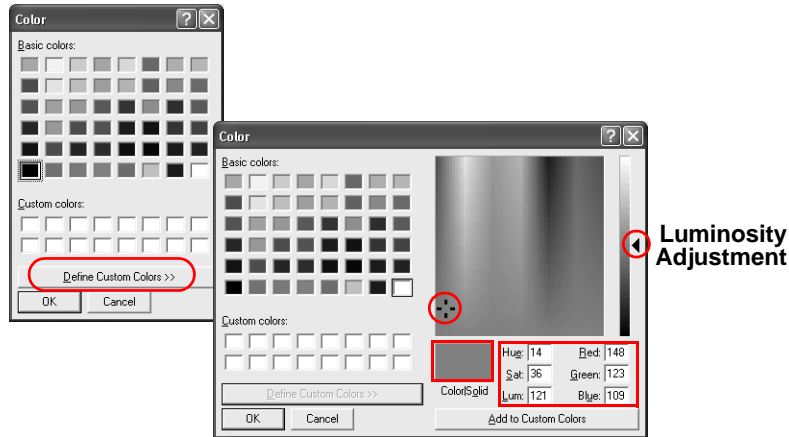 Color
Basic colors:
Custom colors:
Define Custom Colors >>
OK Cancel
Color
Basic colors:
Custom colors:
Define Custom Colors >>
OK Cancel
Color|Solid
Hue: 14 Red: 148
Sat: 36 Green: 123
Lum: 121 Blue: 109
Add to Custom Colors
Luminosity
Adjustment